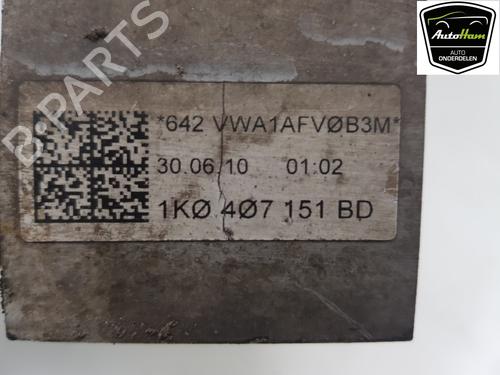 AutoHam
AUTO
ONDERDELEN
B-PARTS
*642 VWA1AFVØB3M*
30.06.10 01:02
1KØ 4Ø7 151 BD